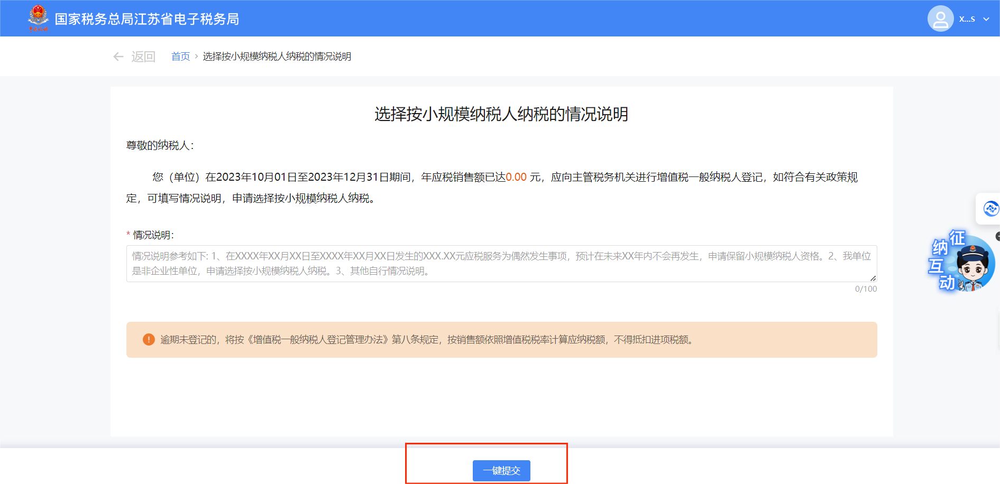 国家税务总局江苏省电子税务局
x...s
返回 首页 > 选择按小规模纳税人纳税的情况说明
选择按小规模纳税人纳税的情况说明
尊敬的纳税人：
您（单位）在2023年10月01日至2023年12月31日期间，年应税销售额已达0.00 元，应向主管税务机关进行增值税一般纳税人登记，如符合有关政策规
定，可填写情况说明，申请选择按小规模纳税人纳税。
* 情况说明：
情况说明参考如下: 1、在XXXX年XX月XX日至XXXX年XX月XX日发生的XXX.XX元应税服务为偶然发生事项，预计在未来XX年内不会再发生，申请保留小规模纳税人资格。2、我单位
是非企业性单位，申请选择按小规模纳税人纳税。3、其他自行情况说明。
0/100
征纳互动
逾期未登记的，将按《增值税一般纳税人登记管理办法》第八条规定，按销售额依照增值税税率计算应纳税额，不得抵扣进项税额。
一键提交